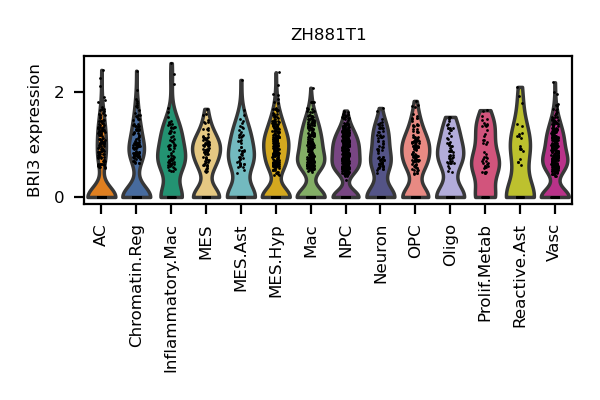 ZH881T1
BRI3 expression
2
0
AC
Chromatin.Reg
Inflammatory.Mac
MES
MES.Ast
MES.Hyp
Mac
NPC
Neuron
OPC
Oligo
Prolif.Metab
Reactive.Ast
Vasc